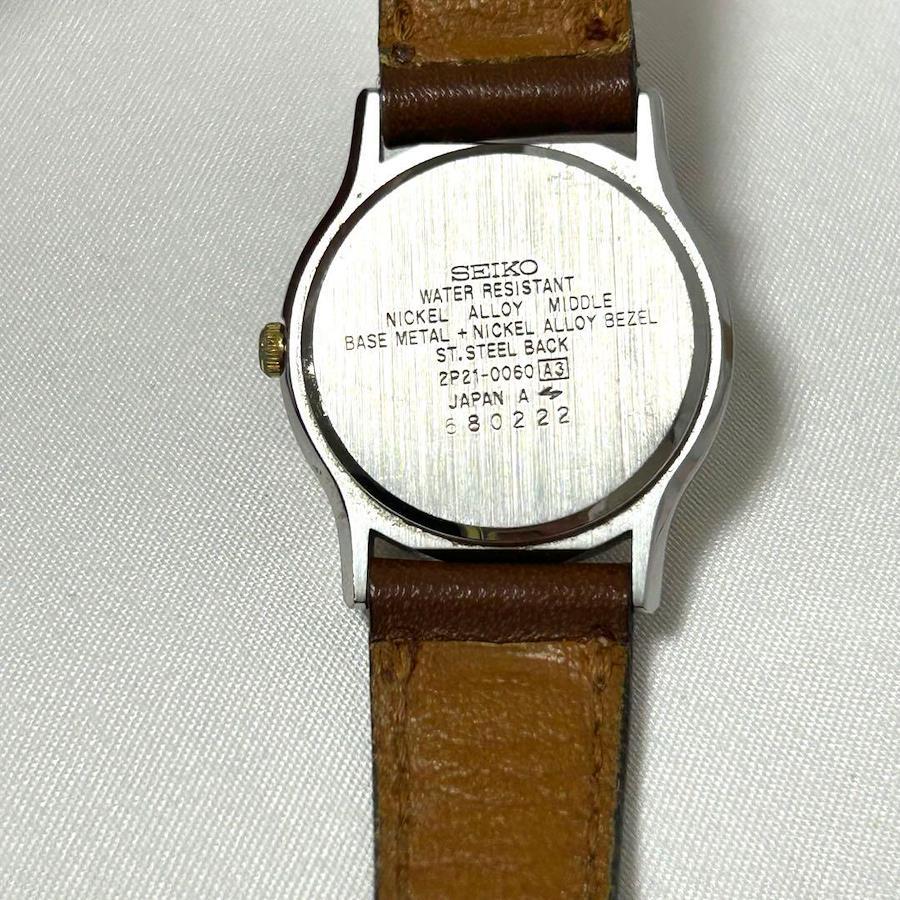 SEIKO
WATER RESISTANT
NICKEL ALLOY MIDDLE
BASE METAL + NICKEL ALLOY BEZEL
ST. STEEL BACK
2P21-0060 A3
JAPAN A
680222